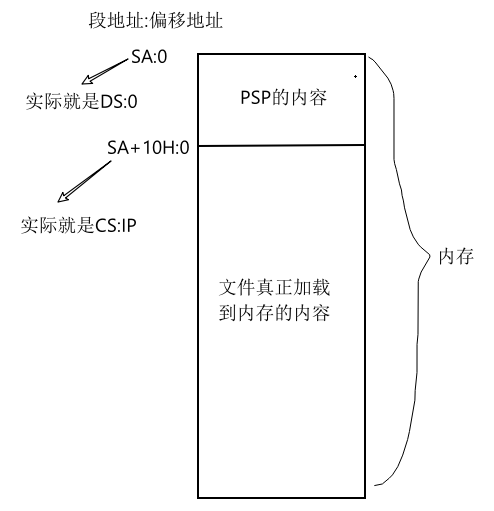 段地址:偏移地址
SA:0
实际就是DS:0
PSP的内容
SA+10H:0
实际就是CS:IP
内存
文件真正加载
到内存的内容